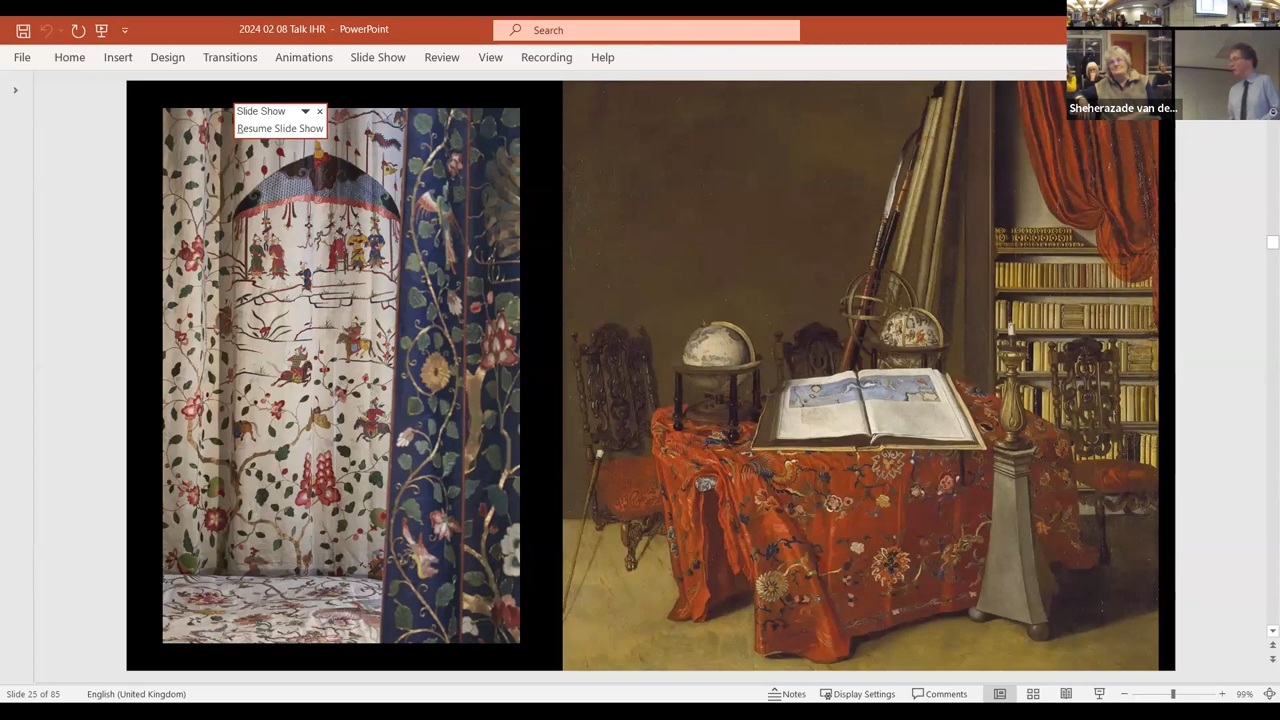 2024 02 08 Talk IHR - PowerPoint
Search
File Home Insert Design Transitions Animations Slide Show Review View Recording Help
Slide Show
Resume Slide Show
Sheherazade van de...
Slide 25 of 85 English (United Kingdom) Notes Display Settings Comments 99%